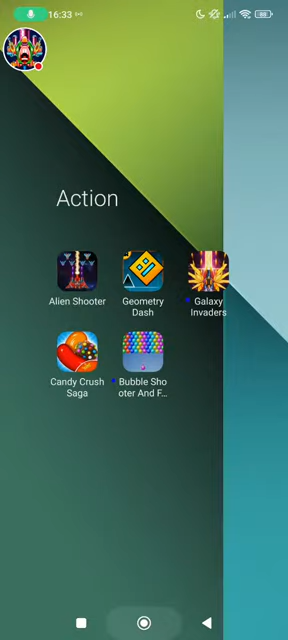 16:33
Action
Alien Shooter
Geometry
Dash
Galaxy
Invaders
Candy Crush
Saga
Bubble Sho
oter And F...